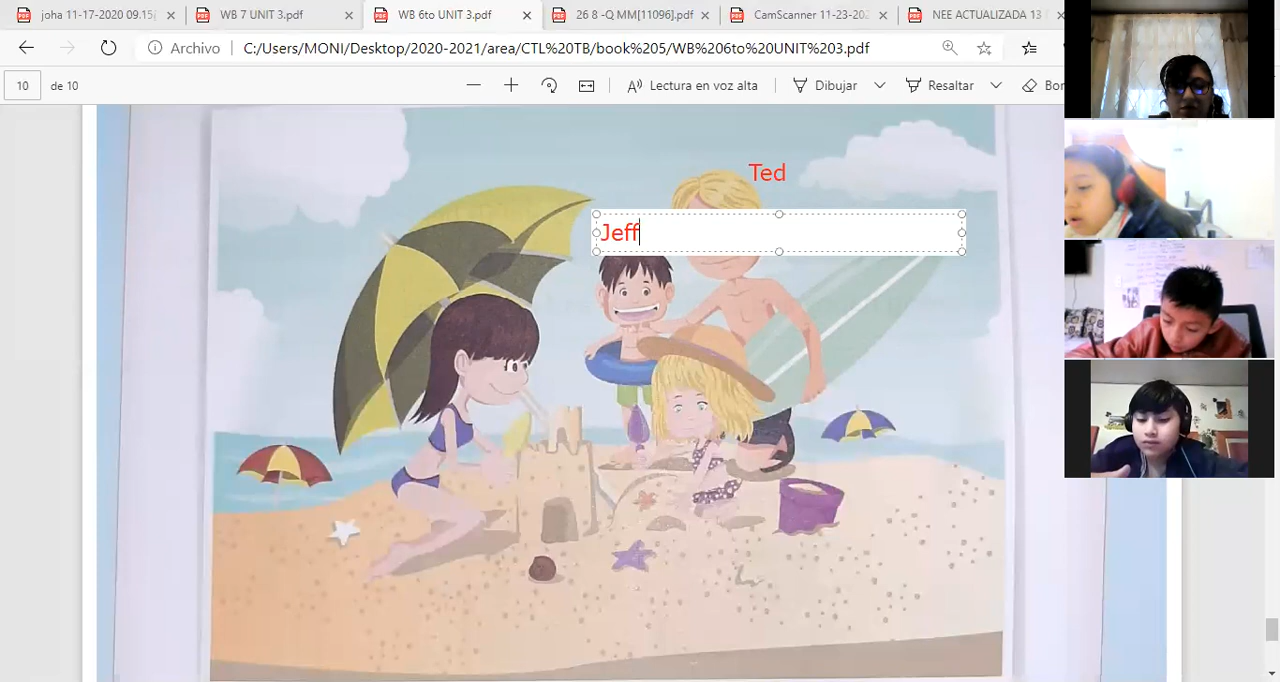 joha 11-17-2020 09.15
WB 7 UNIT 3.pdf
WB 6to UNIT 3.pdf
26 8 -Q MM[11096].pdf
CamScanner 11-23-202
NEE ACTUALIZADA 13
Archivo
C:/Users/MONI/Desktop/2020-2021/area/CTL%20TB/book%205/WB%206to%20UNIT%203.pdf
10 de 10
Lectura en voz alta
Dibujar
Resaltar
Bor
Ted
Jeff